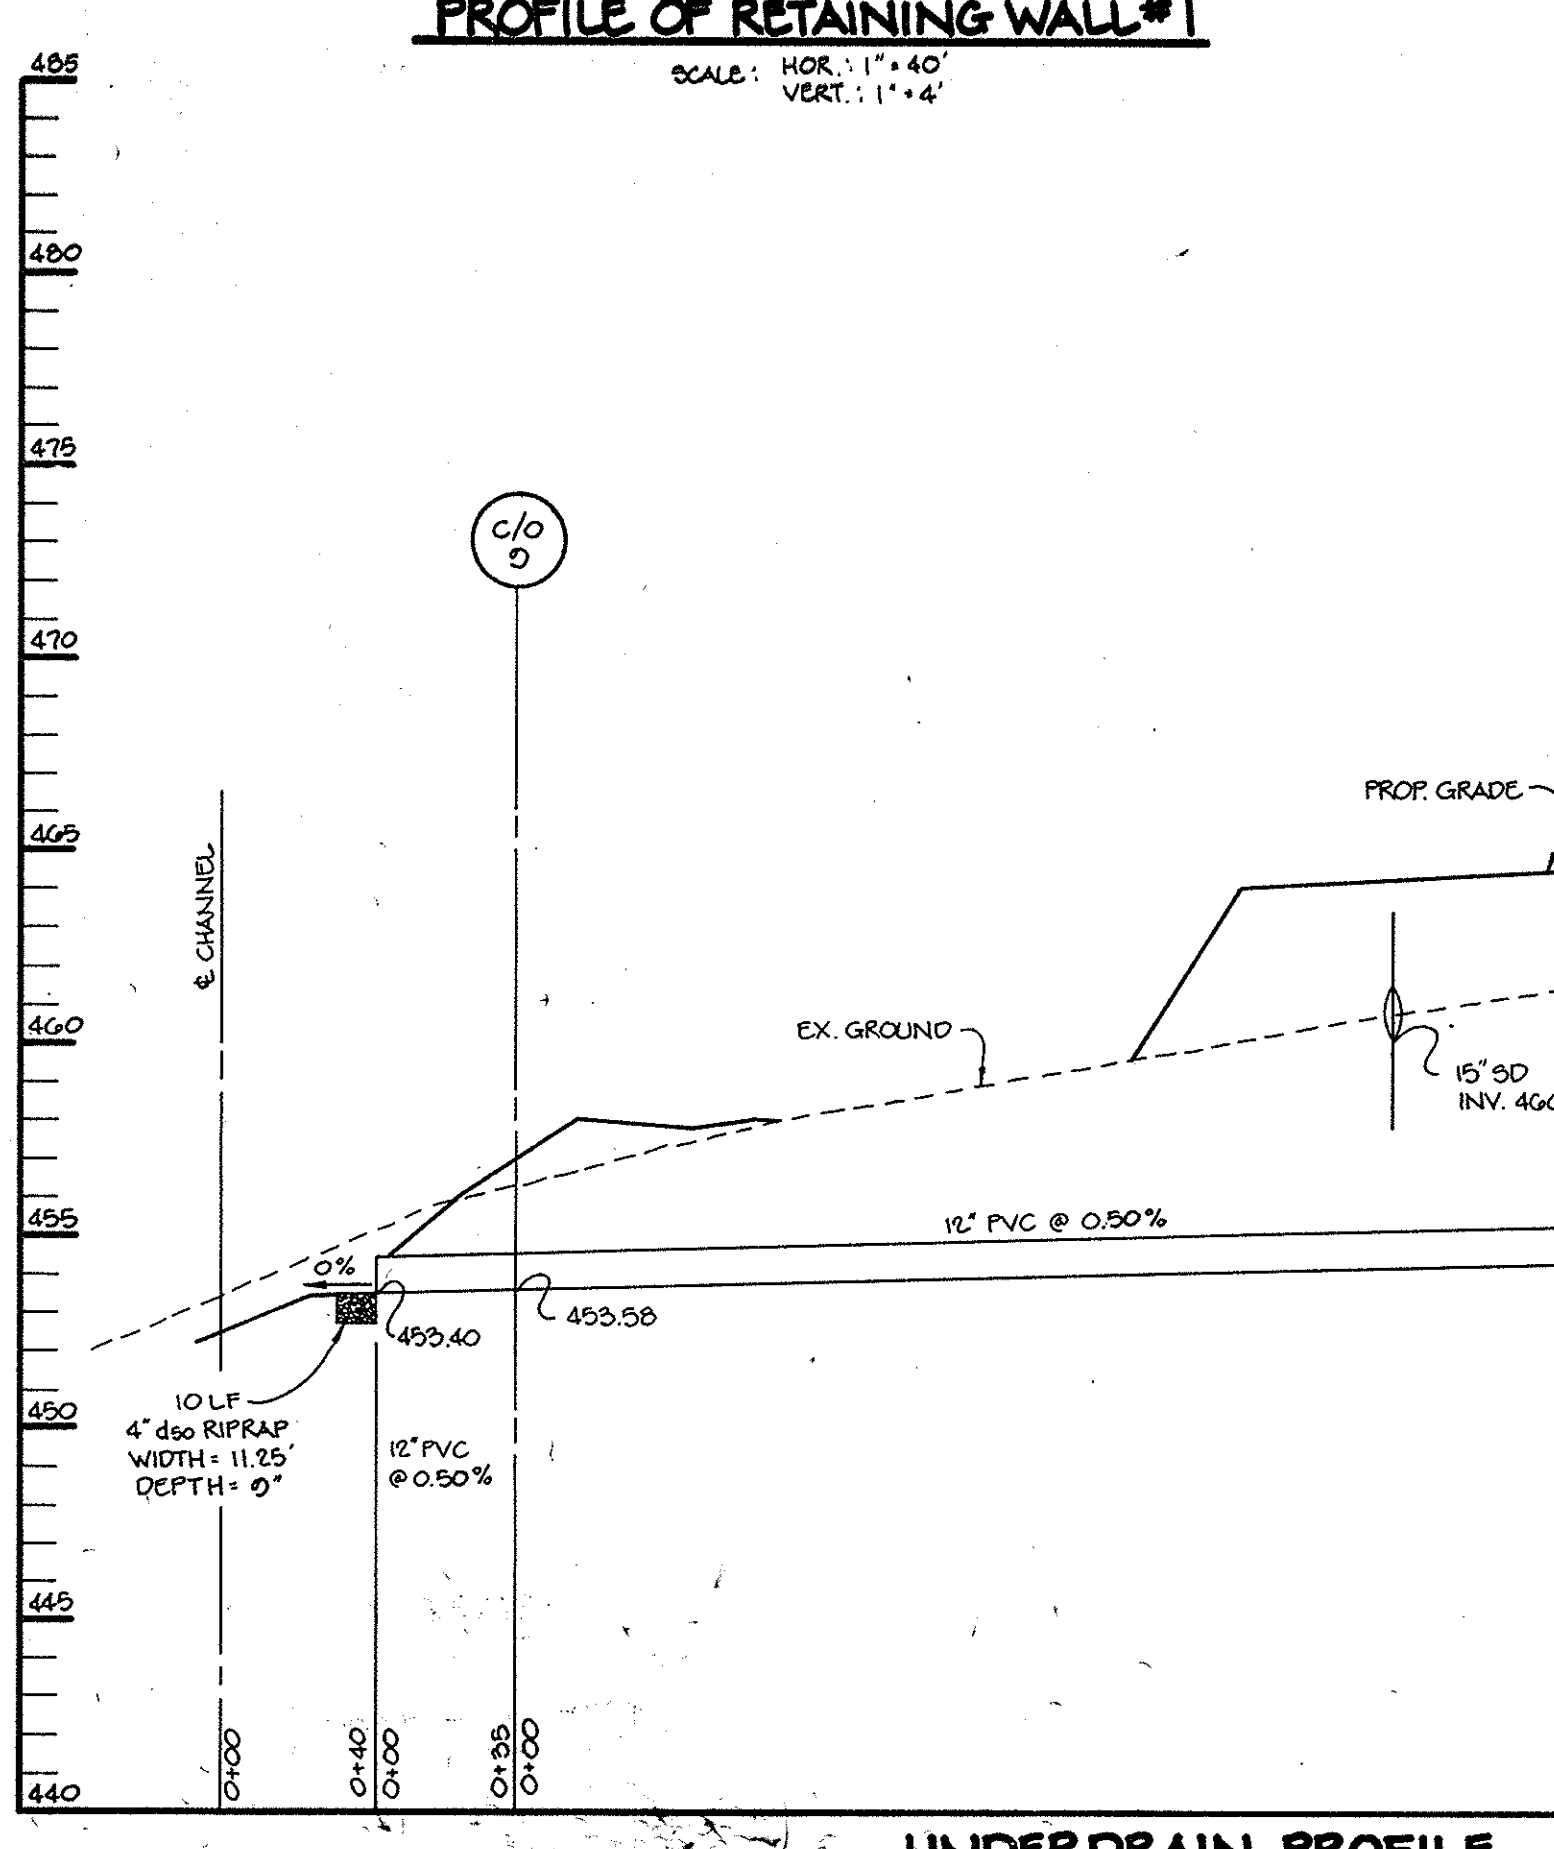 PROFILE OF RETAINING WALL #1
SCALE: HOR.: 1" = 40'
VERT.: 1" = 4'
485
480
475
C/O
9
470
PROP. GRADE
465
℄ CHANNEL
460
EX. GROUND
15" SD
INV.
455
12" PVC @ 0.50%
0%
453.58
453.40
10 LF
4" d50 RIPRAP
WIDTH = 11.25'
DEPTH = 9"
450
12" PVC
@ 0.50%
445
0+00
0+40
0+00
0+35
0+00
440
UNDERDRAIN PROFILE